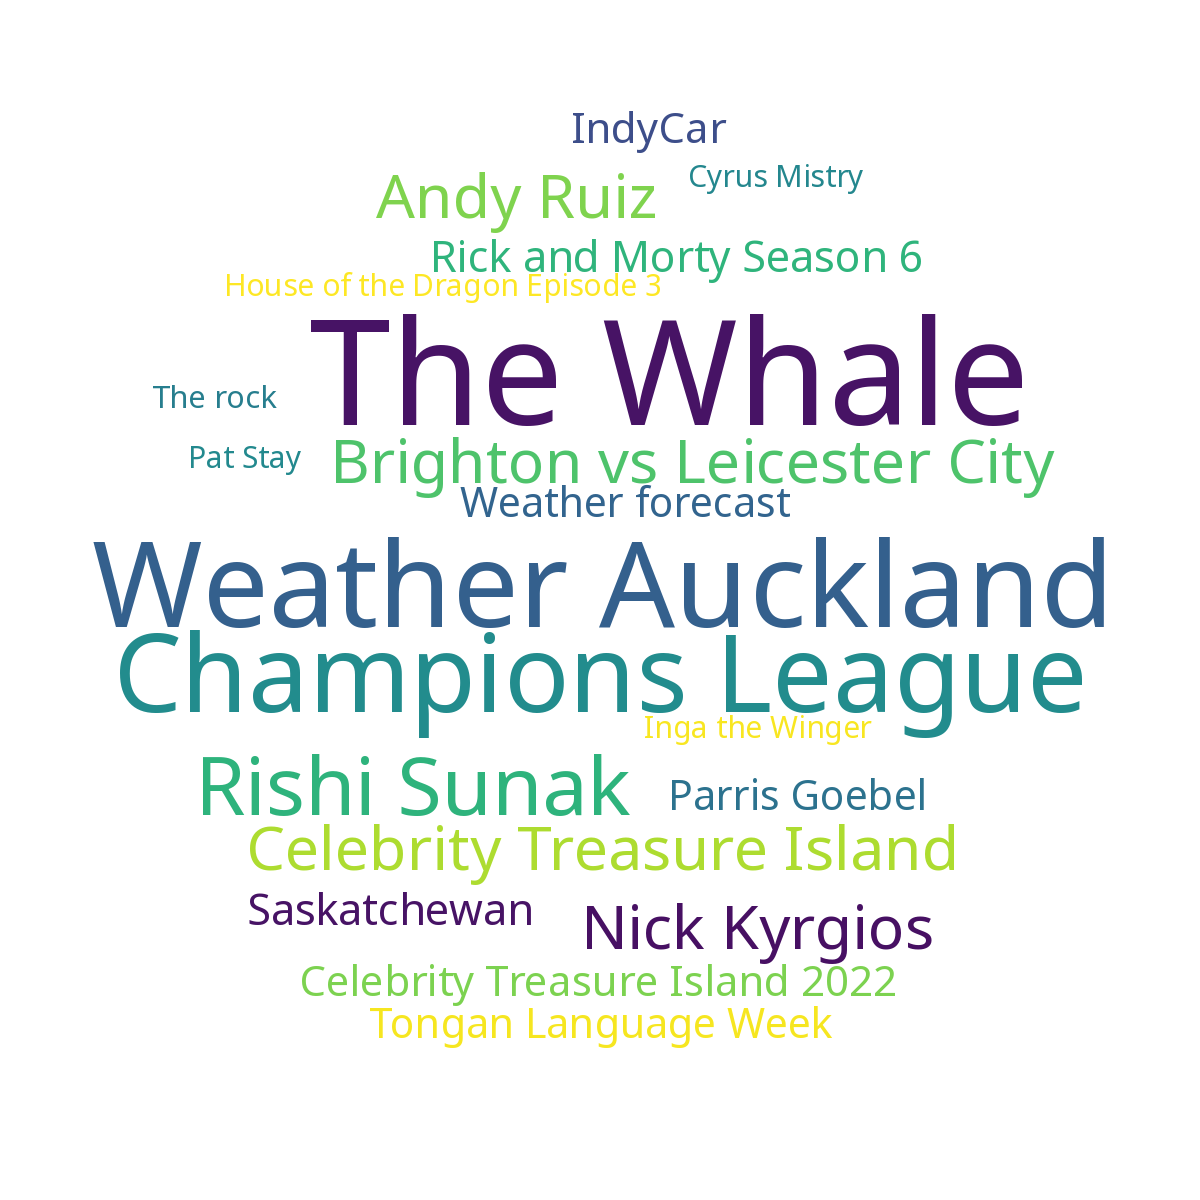 IndyCar
Cyrus Mistry
Andy Ruiz
Rick and Morty Season 6
House of the Dragon Episode 3
The Whale
The rock
Brighton vs Leicester City
Pat Stay
Weather forecast
Weather Auckland
Champions League
Inga the Winger
Rishi Sunak
Parris Goebel
Celebrity Treasure Island
Saskatchewan
Nick Kyrgios
Celebrity Treasure Island 2022
Tongan Language Week